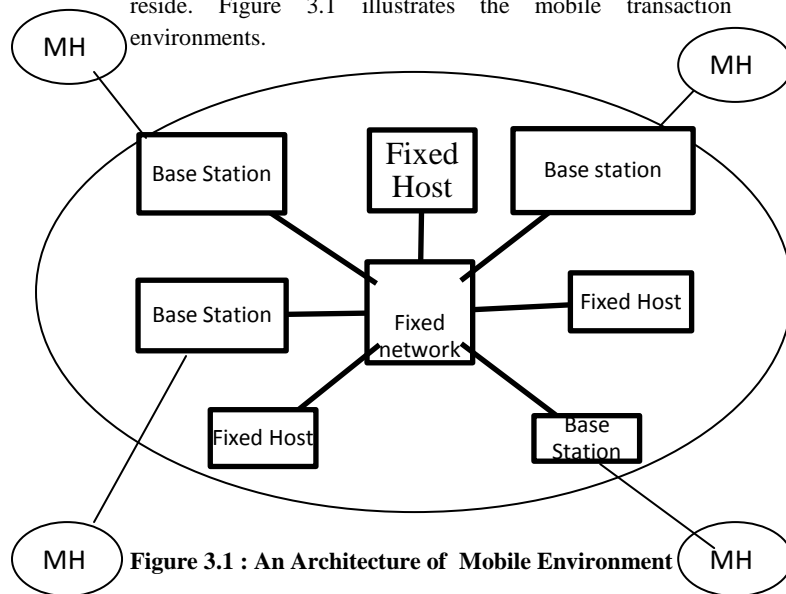 reside. Figure 3.1 illustrates the mobile transaction
environments.
MH
MH
Base Station
Fixed
Host
Base station
Base Station
Fixed
network
Fixed Host
Fixed Host
Base
Station
MH
Figure 3.1 : An Architecture of Mobile Environment
MH